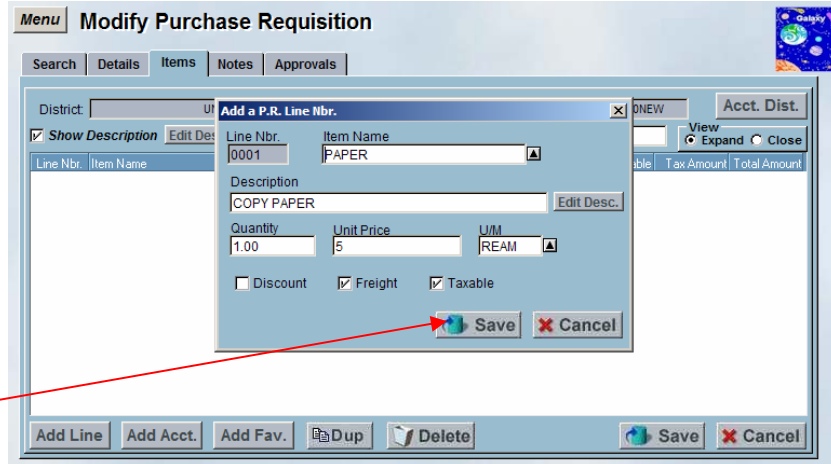 Menu Modify Purchase Requisition
Galaxy
Search Details Items Notes Approvals
District: Acct. Dist.
Add a P.R. Line Nbr.
Show Description View
Expand Close
Line Nbr. Item Name Tax Amount Total Amount
Line Nbr. Item Name
0001 PAPER
Description
COPY PAPER Edit Desc.
Quantity Unit Price U/M
1.00 5 REAM
Discount Freight Taxable
Save Cancel
Add Line Add Acct. Add Fav. Dup Delete Save Cancel